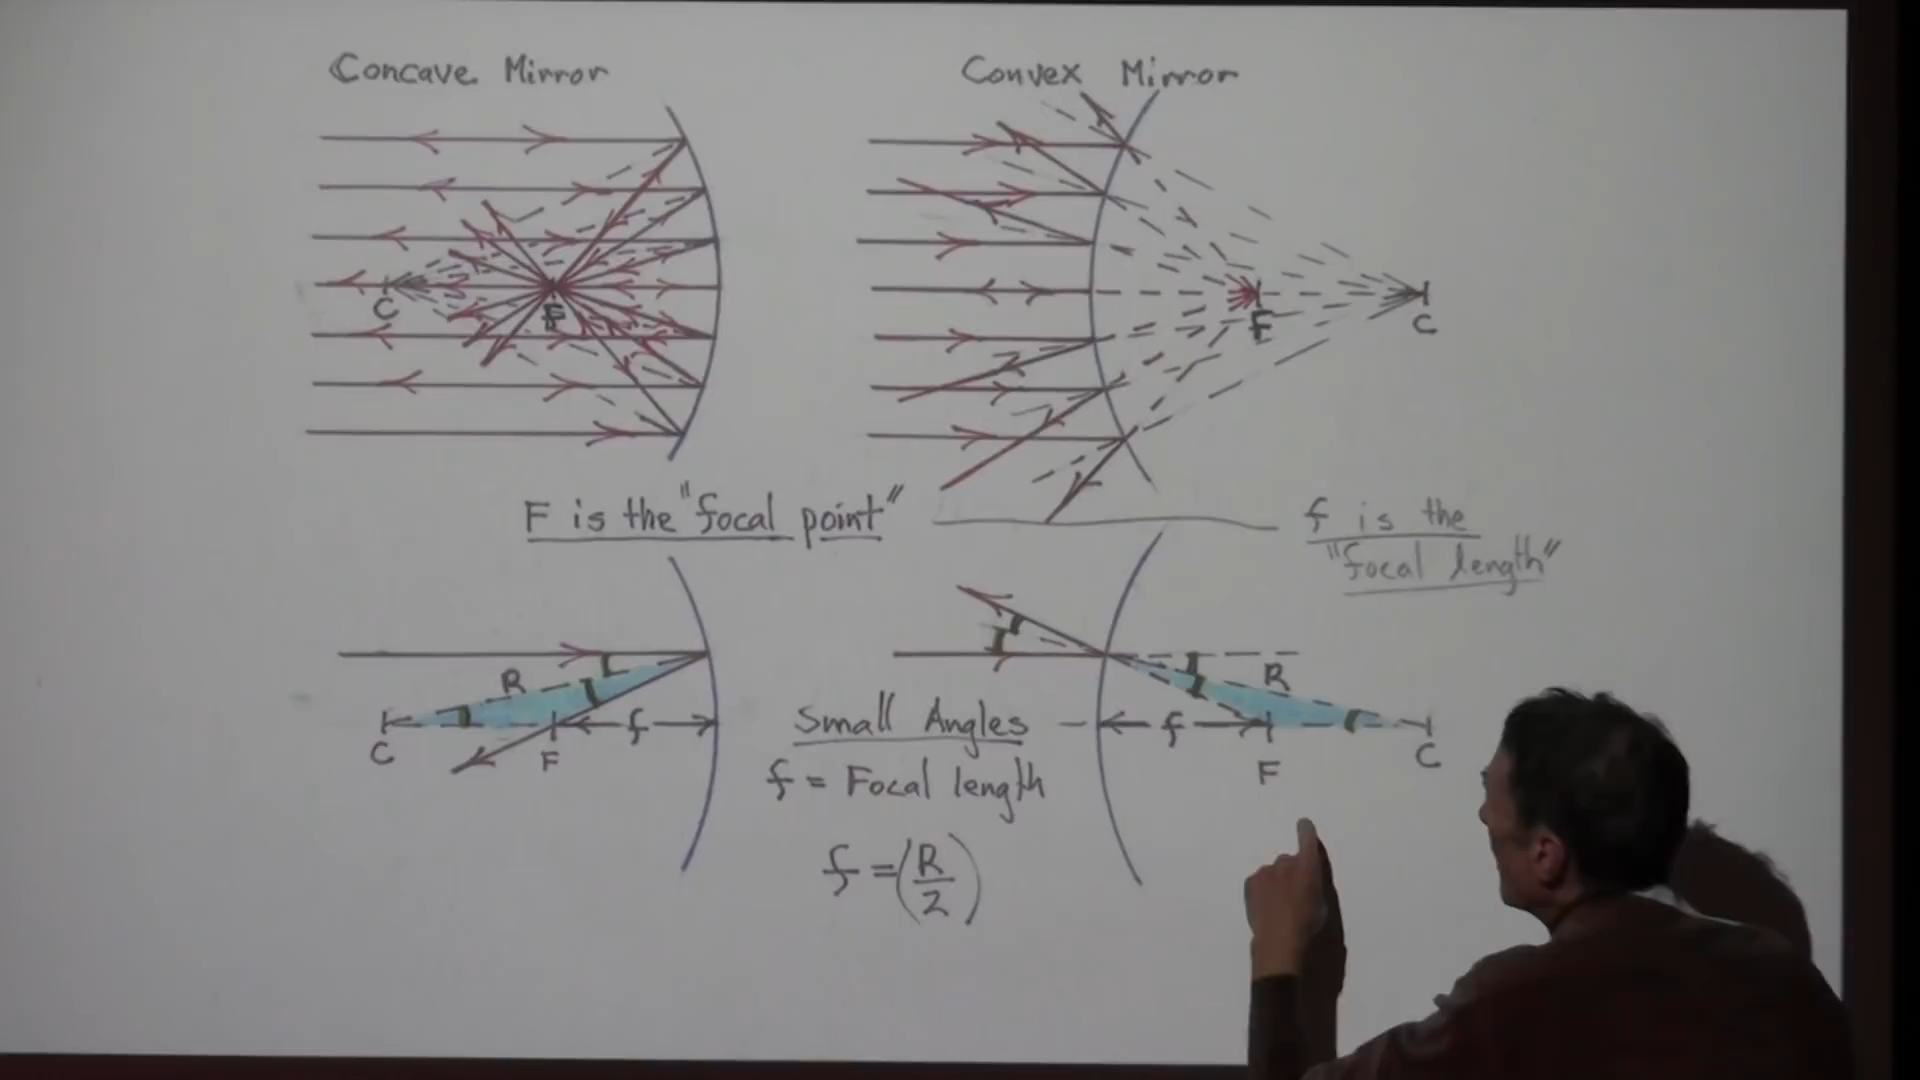 Concave Mirror
Convex Mirror
C
F
F
C
F is the "focal point"
f is the
"focal length"
R
f
C
F
Small Angles
f = Focal length
f = (R/2)
R
f
F
C